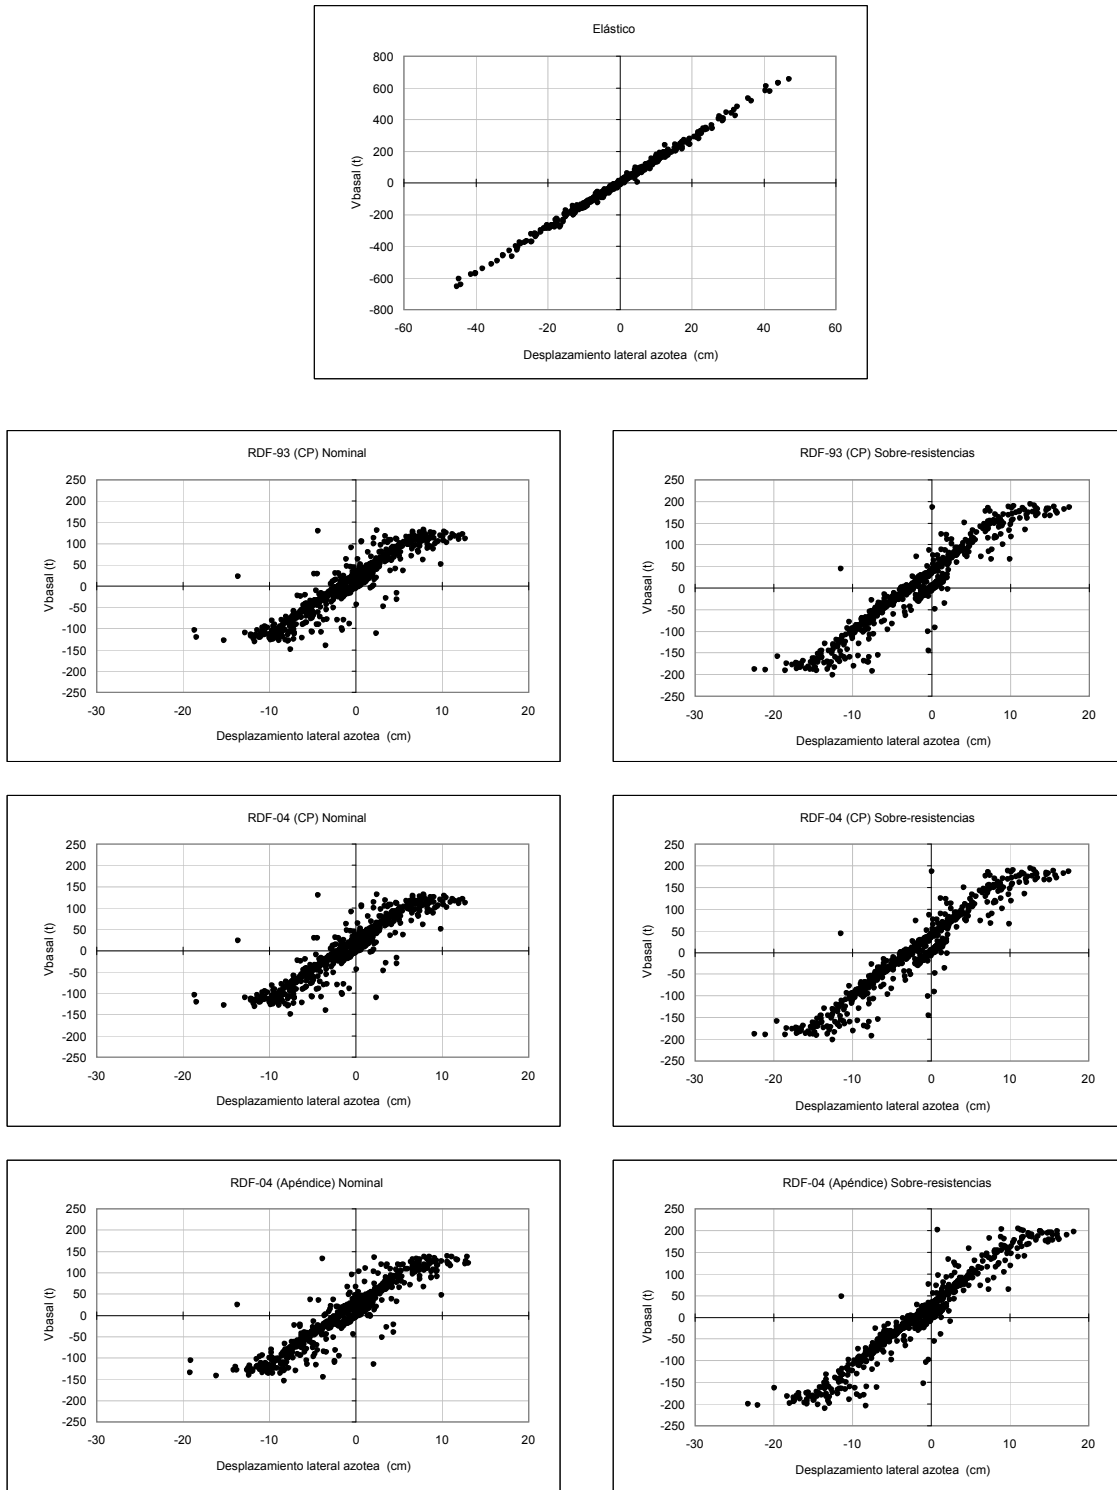 Elástico
800
600
400
200
0
-200
-400
-600
-800
-60 -40 -20 0 20 40 60
Vbasal (t)
Desplazamiento lateral azotea (cm)
RDF-93 (CP) Nominal
250
200
150
100
50
0
-50
-100
-150
-200
-250
-30 -20 -10 0 10 20
Vbasal (t)
Desplazamiento lateral azotea (cm)
RDF-93 (CP) Sobre-resistencias
250
200
150
100
50
0
-50
-100
-150
-200
-250
-30 -20 -10 0 10 20
Vbasal (t)
Desplazamiento lateral azotea (cm)
RDF-04 (CP) Nominal
250
200
150
100
50
0
-50
-100
-150
-200
-250
-30 -20 -10 0 10 20
Vbasal (t)
Desplazamiento lateral azotea (cm)
RDF-04 (CP) Sobre-resistencias
250
200
150
100
50
0
-50
-100
-150
-200
-250
-30 -20 -10 0 10 20
Vbasal (t)
Desplazamiento lateral azotea (cm)
RDF-04 (Apéndice) Nominal
250
200
150
100
50
0
-50
-100
-150
-200
-250
-30 -20 -10 0 10 20
Vbasal (t)
Desplazamiento lateral azotea (cm)
RDF-04 (Apéndice) Sobre-resistencias
250
200
150
100
50
0
-50
-100
-150
-200
-250
-30 -20 -10 0 10 20
Vbasal (t)
Desplazamiento lateral azotea (cm)